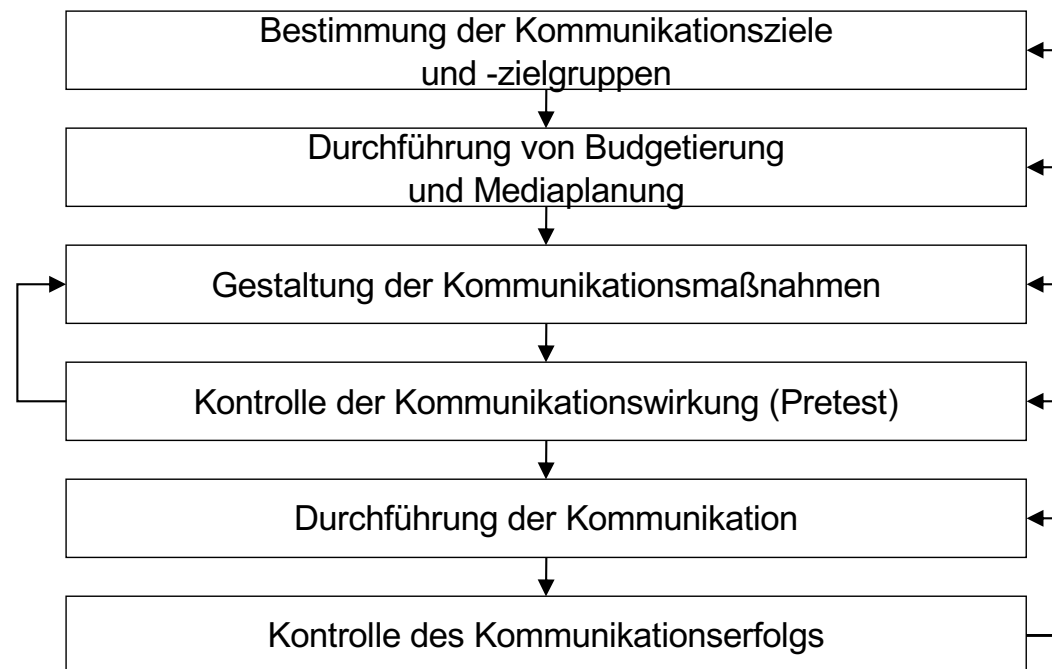 Bestimmung der Kommunikationsziele
und -zielgruppen
Durchführung von Budgetierung
und Mediaplanung
Gestaltung der Kommunikationsmaßnahmen
Kontrolle der Kommunikationswirkung (Pretest)
Durchführung der Kommunikation
Kontrolle des Kommunikationserfolgs